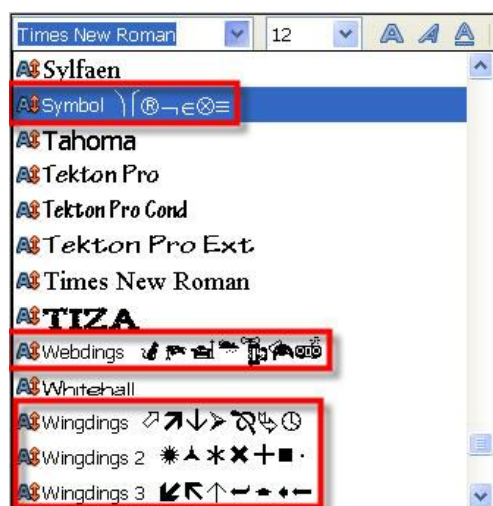 Times New Roman 12 A A A
Sylfaen
Symbol ⎞⌠®¬∈⊗≡
Tahoma
Tekton Pro
Tekton Pro Cond
Tekton Pro Ext
Times New Roman
TIZA
Webdings
Whitehall
Wingdings
Wingdings 2
Wingdings 3